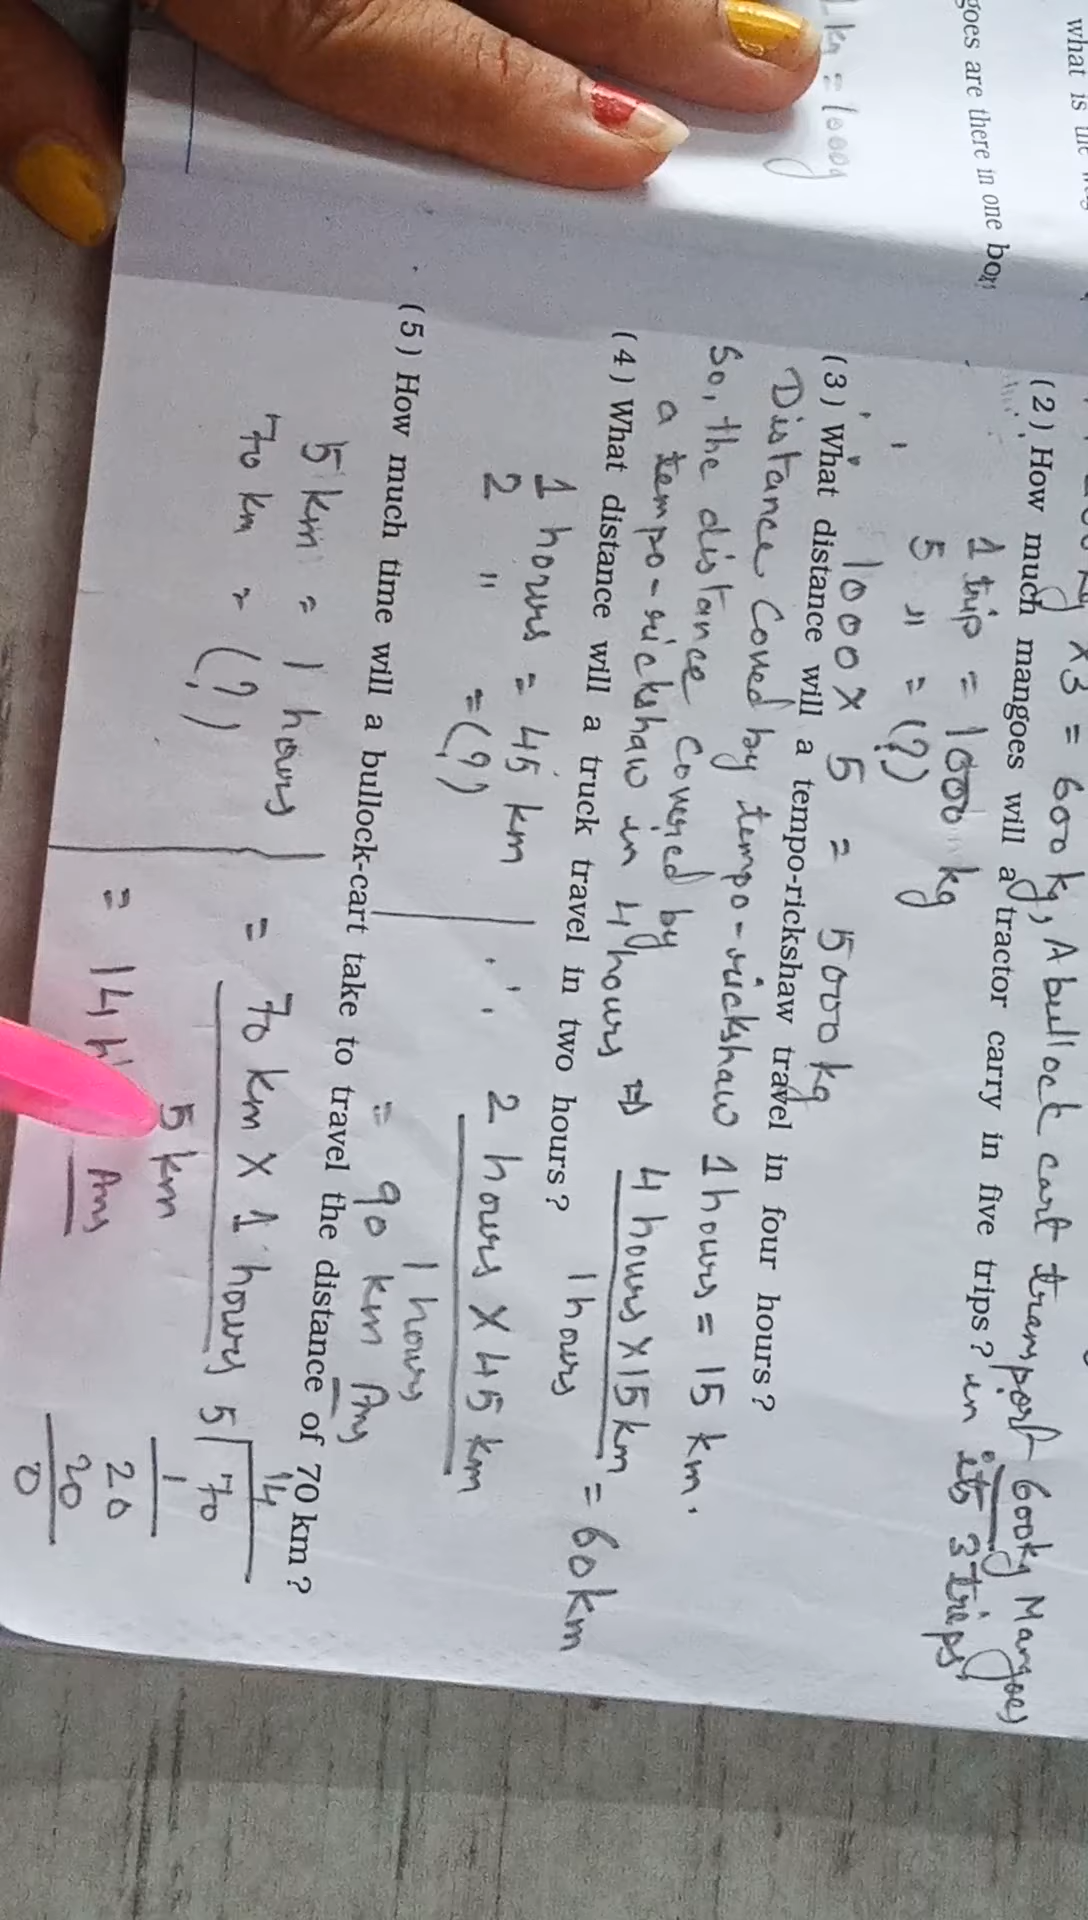 1 kg = 1000g
what is the
goes are there in one box
kg x 3 = 600 kg, A bullock cart transport 600kg Mangoes
in its 3 trips
(2) How much mangoes will a tractor carry in five trips?
1 trip = 1000 kg
5 " = (?)
1000 x 5 = 5000 kg
(3) What distance will a tempo-rickshaw travel in four hours?
Distance Coved by tempo-rickshaw 1 hours = 15 km.
So, the distance Covered by
a tempo-rickshaw in 4 hours ⇒ 4 hours x 15 km = 60 km
1 hours
(4) What distance will a truck travel in two hours?
1 hours = 45 km
2 " = (?)
∴ 2 hours x 45 km
1 hours
= 90 km Ans
(5) How much time will a bullock-cart take to travel the distance of 70 km?
5 km = 1 hours
70 km = (?)
= 70 km x 1 hours
5 km
= 14 h
Ans
14
5 70
1
20
20
0